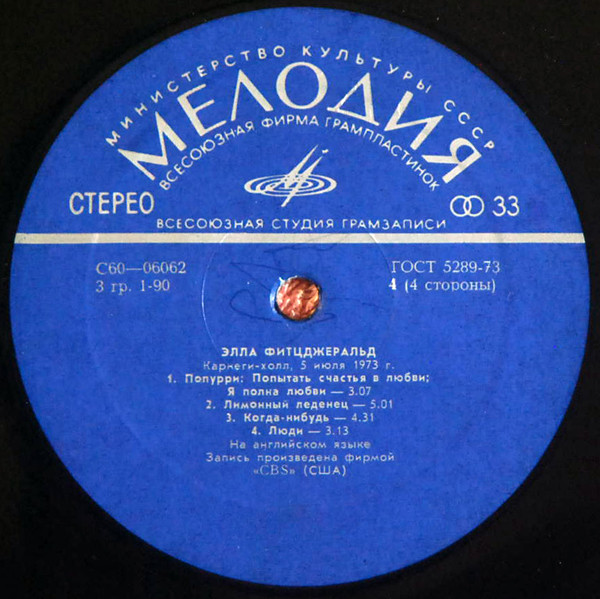 МИНИСТЕРСТВО КУЛЬТУРЫ СССР
МЕЛОДИЯ
ВСЕСОЮЗНАЯ ФИРМА ГРАМПЛАСТИНОК
СТЕРЕО
33
ВСЕСОЮЗНАЯ СТУДИЯ ГРАМЗАПИСИ
С60—06062
ГОСТ 5289-73
3 гр. 1-90
4 (4 стороны)
ЭЛЛА ФИТЦДЖЕРАЛЬД
Карнеги-холл, 5 июля 1973 г.
1. Попурри: Попытать счастья в любви;
Я полка любви — 3.07
2. Лимонный леденец — 5.01
3. Когда-нибудь — 4.31
4. Люди — 3.13
На английском языке
Запись произведена фирмой
«CBS» (США)